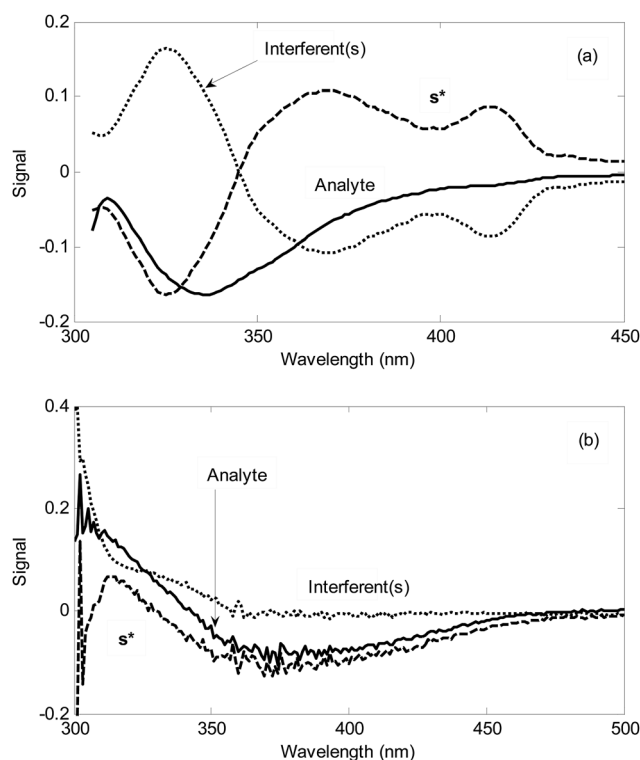 0.2
Interferent(s)
(a)
0.1
s*
Signal
0
Analyte
-0.1
-0.2
300
350
400
450
Wavelength (nm)
0.4
(b)
Analyte
0.2
Signal
Interferent(s)
0
s*
-0.2
300
350
400
450
500
Wavelength (nm)